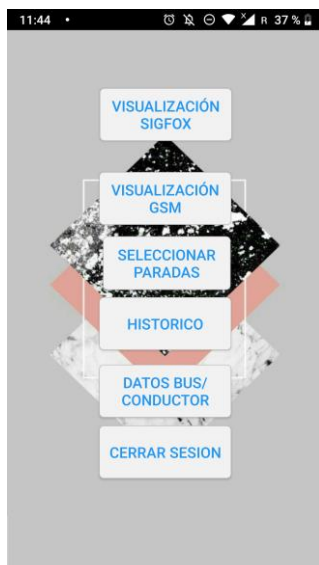 11:44 • R 37 %
VISUALIZACIÓN
SIGFOX
VISUALIZACIÓN
GSM
SELECCIONAR
PARADAS
HISTORICO
DATOS BUS/
CONDUCTOR
CERRAR SESION